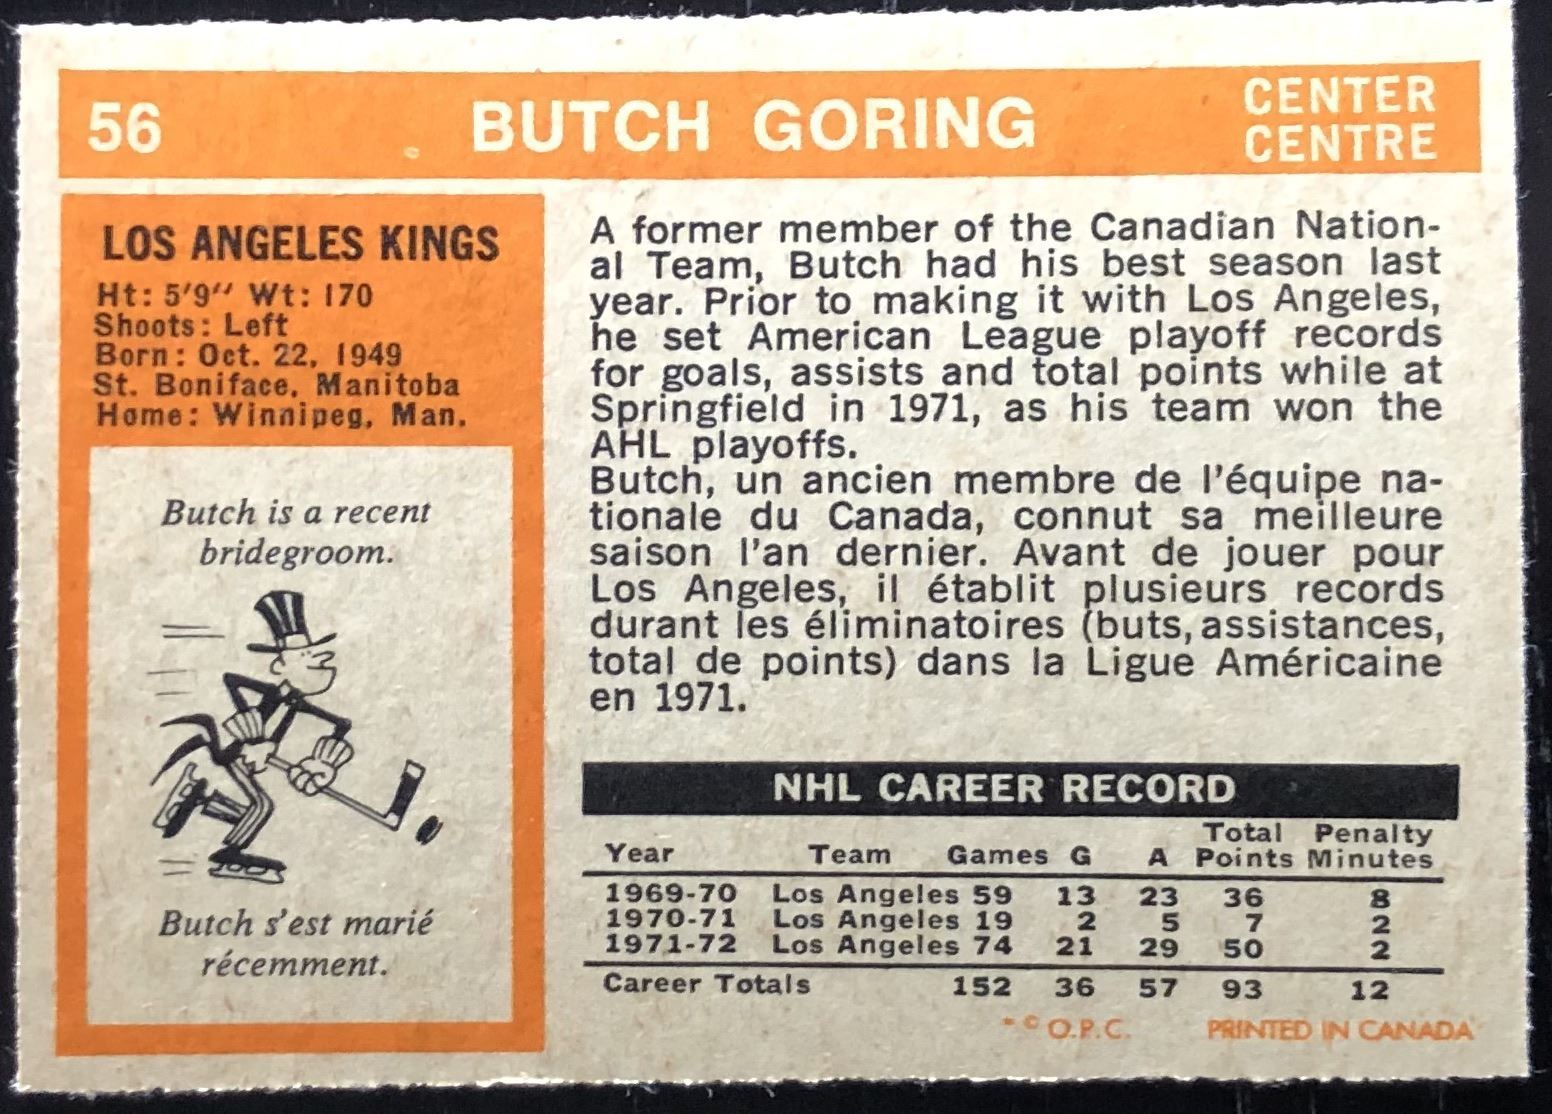 56 BUTCH GORING CENTER
CENTRE
LOS ANGELES KINGS
Ht: 5'9" Wt: 170
Shoots: Left
Born: Oct. 22, 1949
St. Boniface, Manitoba
Home: Winnipeg, Man.
Butch is a recent
bridegroom.
Butch s'est marié
récemment.
A former member of the Canadian Nation-
al Team, Butch had his best season last
year. Prior to making it with Los Angeles,
he set American League playoff records
for goals, assists and total points while at
Springfield in 1971, as his team won the
AHL playoffs.
Butch, un ancien membre de l'équipe na-
tionale du Canada, connut sa meilleure
saison l'an dernier. Avant de jouer pour
Los Angeles, il établit plusieurs records
durant les éliminatoires (buts, assistances,
total de points) dans la Ligue Américaine
en 1971.
NHL CAREER RECORD
Total Penalty
Year Team Games G A Points Minutes
1969-70 Los Angeles 59 13 23 36 8
1970-71 Los Angeles 19 2 5 7 2
1971-72 Los Angeles 74 21 29 50 2
Career Totals 152 36 57 93 12
* © O.P.C. PRINTED IN CANADA